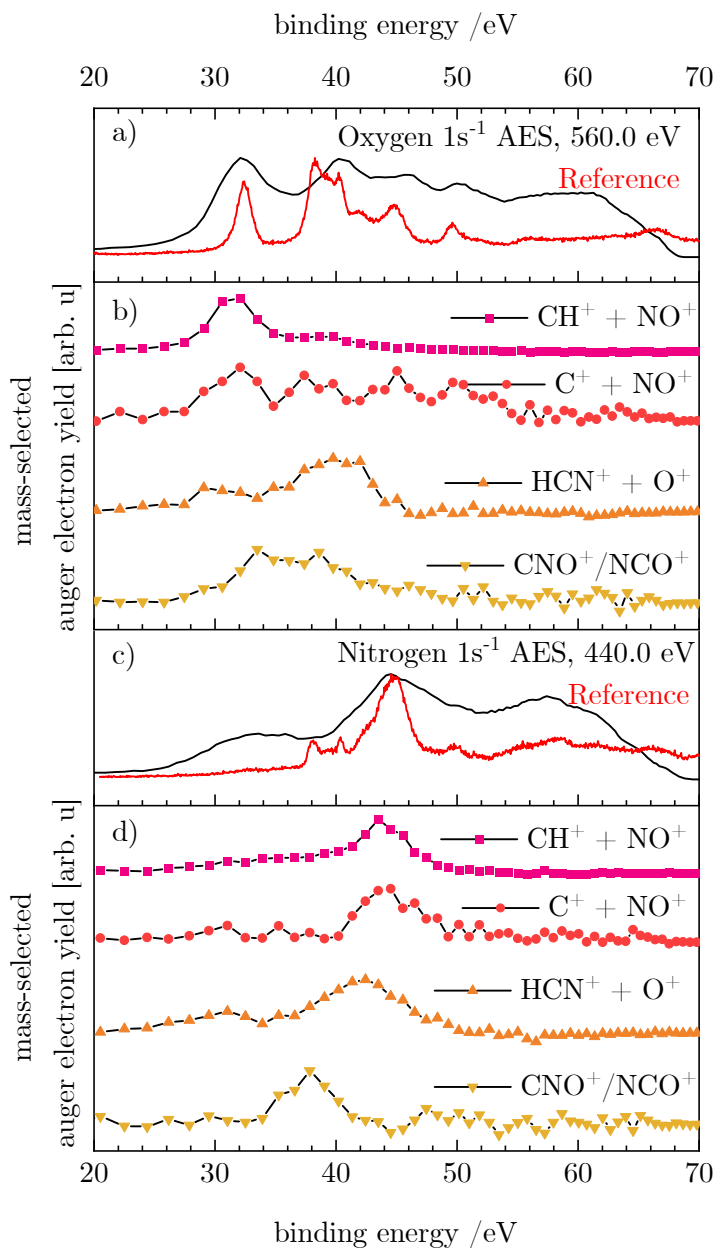 binding energy /eV
20 30 40 50 60 70
a) Oxygen 1s⁻¹ AES, 560.0 eV
Reference
b) CH⁺ + NO⁺
C⁺ + NO⁺
HCN⁺ + O⁺
CNO⁺/NCO⁺
mass-selected
auger electron yield [arb. u]
c) Nitrogen 1s⁻¹ AES, 440.0 eV
Reference
d) CH⁺ + NO⁺
C⁺ + NO⁺
HCN⁺ + O⁺
CNO⁺/NCO⁺
mass-selected
auger electron yield [arb. u]
20 30 40 50 60 70
binding energy /eV